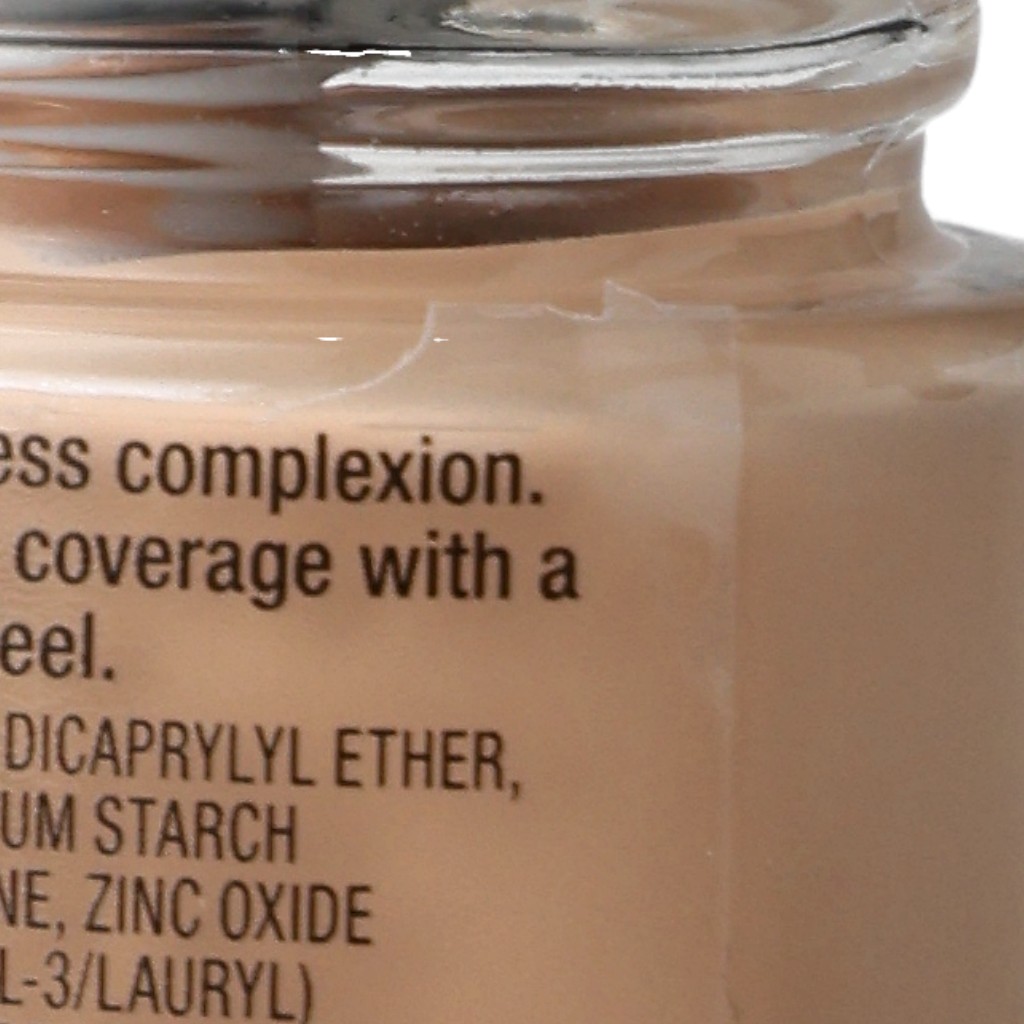 ess complexion.
coverage with a
eel.
DICAPRYLYL ETHER,
UM STARCH
NE, ZINC OXIDE
L-3/LAURYL)